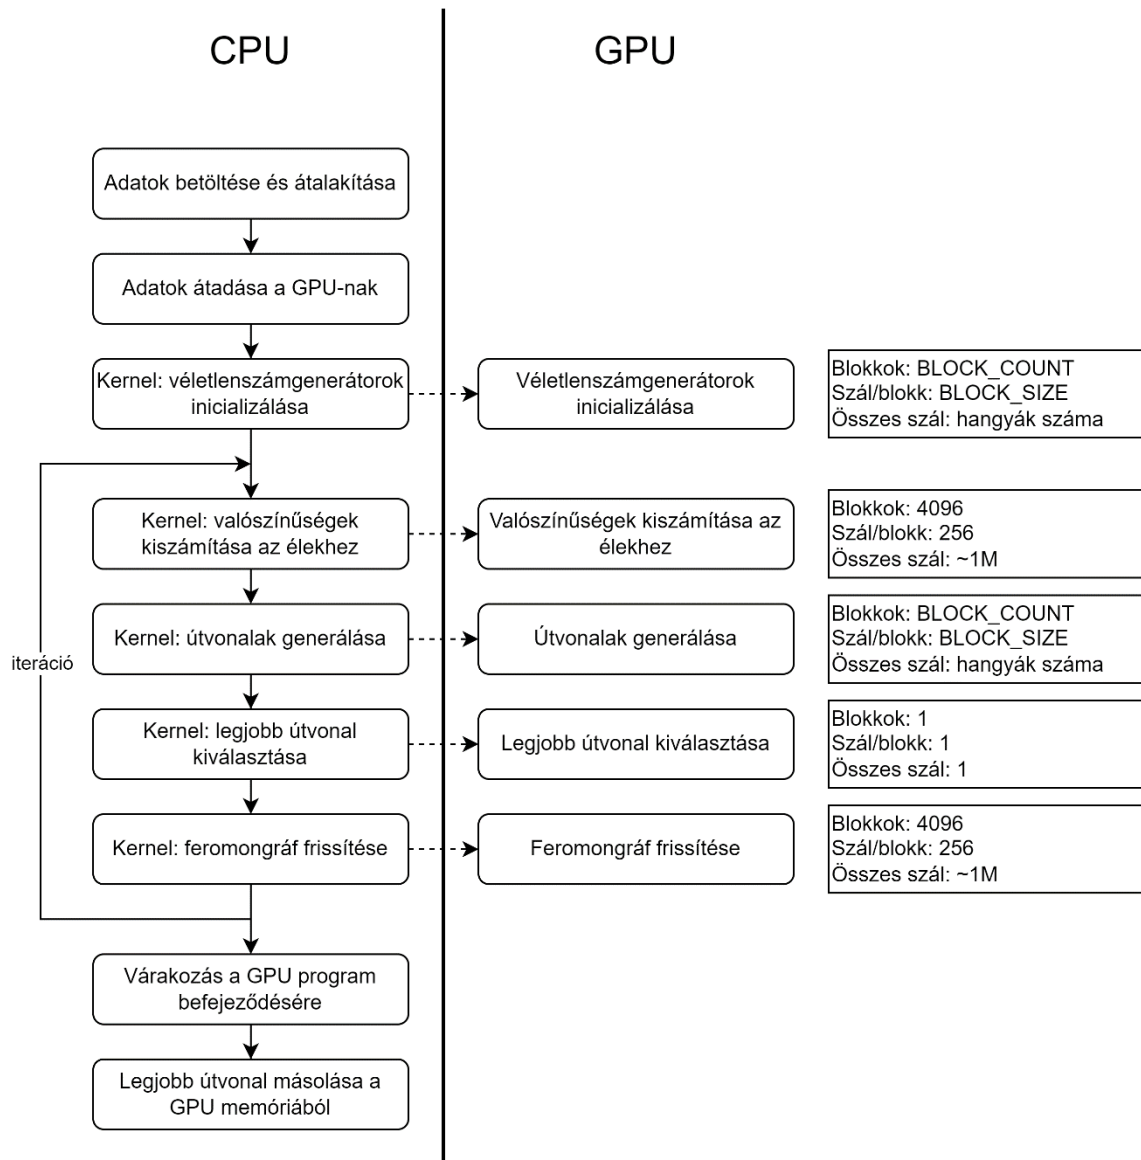 CPU
GPU
Adatok betöltése és átalakítása
Adatok átadása a GPU-nak
Kernel: véletlenszámgenerátorok
inicializálása
Véletlenszámgenerátorok
inicializálása
Blokkok: BLOCK_COUNT
Szál/blokk: BLOCK_SIZE
Összes szál: hangyák száma
Kernel: valószínűségek
kiszámítása az élekhez
Valószínűségek kiszámítása az
élekhez
Blokkok: 4096
Szál/blokk: 256
Összes szál: ~1M
Kernel: útvonalak generálása
Útvonalak generálása
Blokkok: BLOCK_COUNT
Szál/blokk: BLOCK_SIZE
Összes szál: hangyák száma
iteráció
Kernel: legjobb útvonal
kiválasztása
Legjobb útvonal kiválasztása
Blokkok: 1
Szál/blokk: 1
Összes szál: 1
Kernel: feromongráf frissítése
Feromongráf frissítése
Blokkok: 4096
Szál/blokk: 256
Összes szál: ~1M
Várakozás a GPU program
befejeződésére
Legjobb útvonal másolása a
GPU memóriából